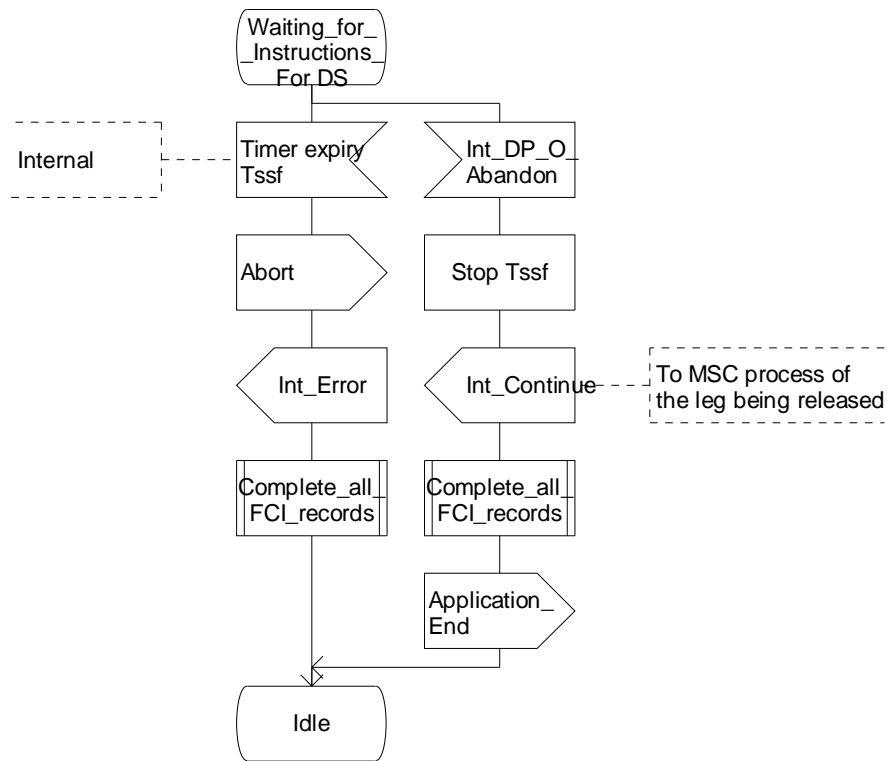 Waiting_for_
_Instructions_
For DS
Internal
Timer expiry
Tssf
Int_DP_O_
Abandon
Abort
Stop Tssf
Int_Error
Int_Continue
To MSC process of
the leg being released
Complete_all_
FCI_records
Complete_all_
FCI_records
Application_
End
Idle